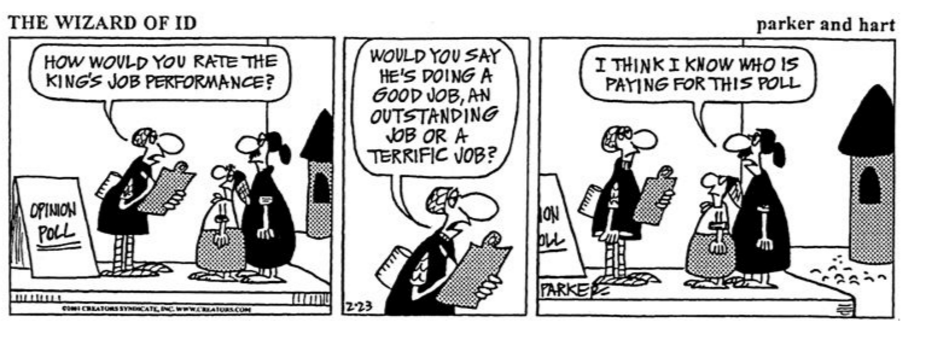 THE WIZARD OF ID
parker and hart
HOW WOULD YOU RATE THE
KING'S JOB PERFORMANCE?
OPINION
POLL
WOULD YOU SAY
HE'S DOING A
GOOD JOB, AN
OUTSTANDING
JOB OR A
TERRIFIC JOB?
2-23
I THINK I KNOW WHO IS
PAYING FOR THIS POLL
ION
OLL
PARKER
CREATORS SYNDICATE, INC. WWW.CREATORS.COM